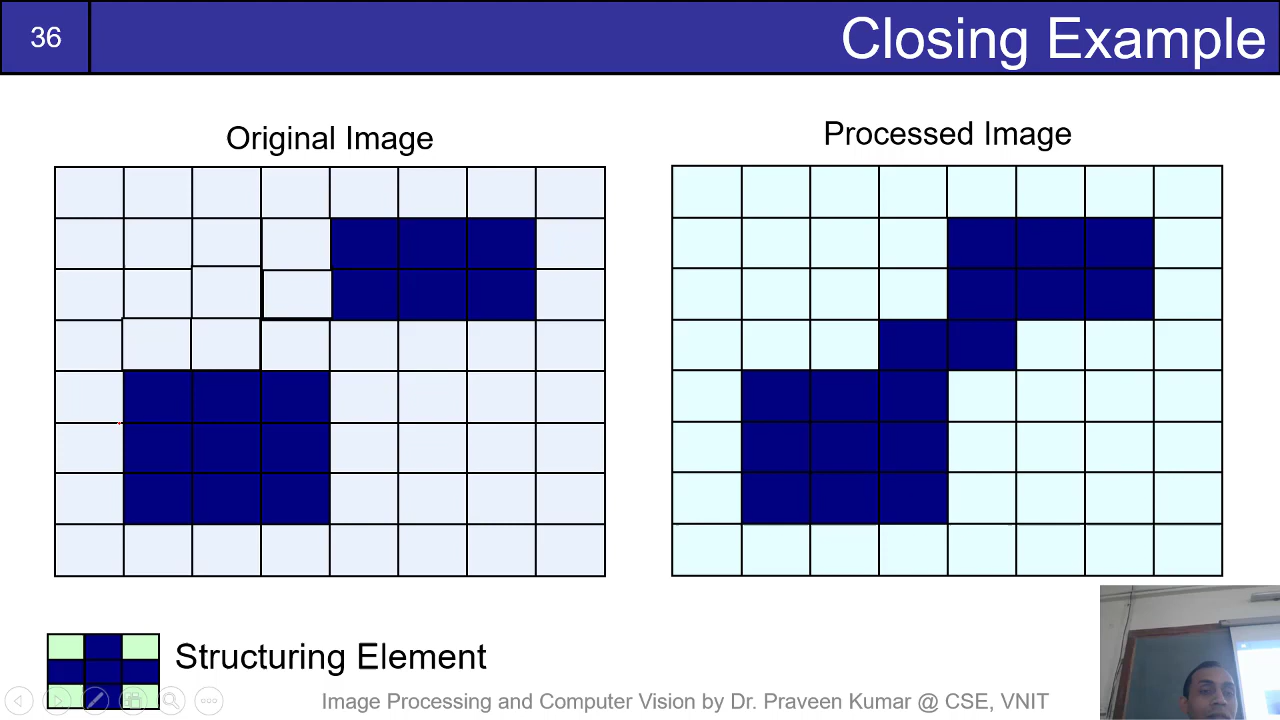 36
Closing Example
Original Image
Processed Image
Structuring Element
Image Processing and Computer Vision by Dr. Praveen Kumar @ CSE, VNIT